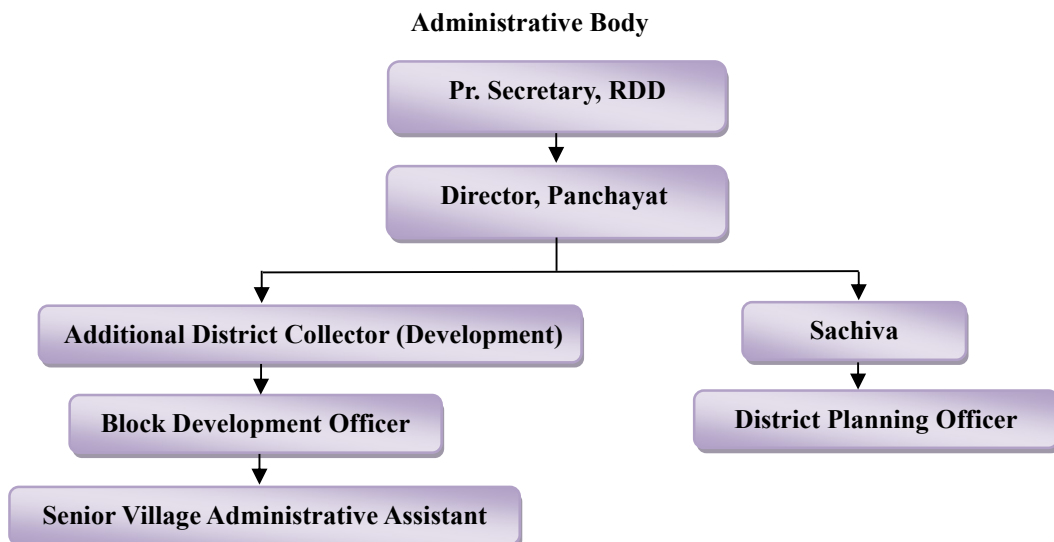 Administrative Body
Pr. Secretary, RDD
Director, Panchayat
Additional District Collector (Development)
Sachiva
Block Development Officer
District Planning Officer
Senior Village Administrative Assistant